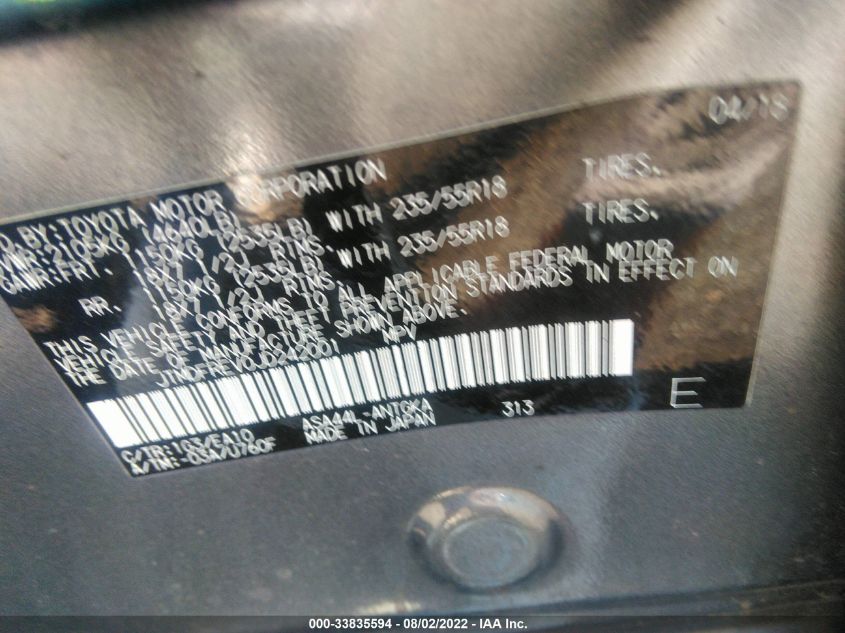 04/18
D.BY:TOYOTA MOTOR CORPORATION
2105KG (4640LB)
GAWR:FRT. 1150KG (2535LB) WITH 235/55R18 TIRES.
18X7 1/2J RIMS.
RR. 1150KG (2535LB) WITH 235/55R18 TIRES.
18X7 1/2J RIMS.
THIS VEHICLE CONFORMS TO ALL APPLICABLE FEDERAL MOTOR
VEHICLE SAFETY AND THEFT PREVENTION STANDARDS IN EFFECT ON
THE DATE OF MANUFACTURE SHOWN ABOVE.
MPV
C/TR:1G3/EA10 ASA44L-ANTGKA 313 E
A/TM:-03A/U760F MADE IN JAPAN
000-33835594 - 08/02/2022 - IAA Inc.